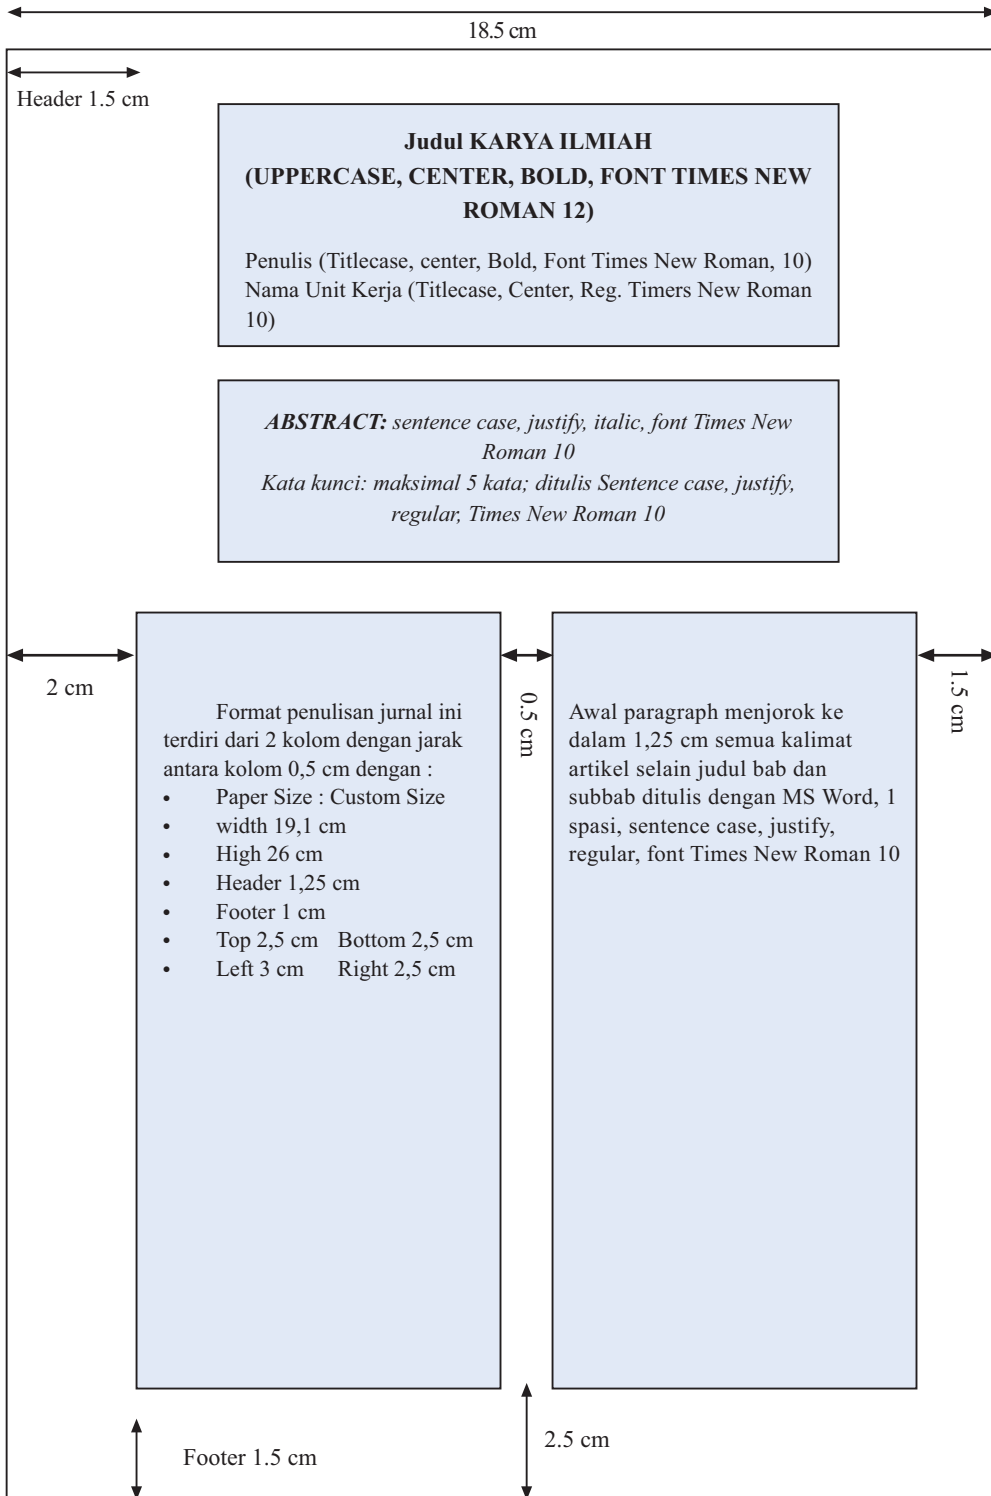 18.5 cm
Header 1.5 cm
Judul KARYA ILMIAH
(UPPERCASE, CENTER, BOLD, FONT TIMES NEW
ROMAN 12)
Penulis (Titlecase, center, Bold, Font Times New Roman, 10)
Nama Unit Kerja (Titlecase, Center, Reg. Timers New Roman
10)
ABSTRACT: sentence case, justify, italic, font Times New
Roman 10
Kata kunci: maksimal 5 kata; ditulis Sentence case, justify,
regular, Times New Roman 10
2 cm
Format penulisan jurnal ini
terdiri dari 2 kolom dengan jarak
antara kolom 0,5 cm dengan :
• Paper Size : Custom Size
• width 19,1 cm
• High 26 cm
• Header 1,25 cm
• Footer 1 cm
• Top 2,5 cm Bottom 2,5 cm
• Left 3 cm Right 2,5 cm
0.5 cm
Awal paragraph menjorok ke
dalam 1,25 cm semua kalimat
artikel selain judul bab dan
subbab ditulis dengan MS Word, 1
spasi, sentence case, justify,
regular, font Times New Roman 10
1.5 cm
Footer 1.5 cm
2.5 cm